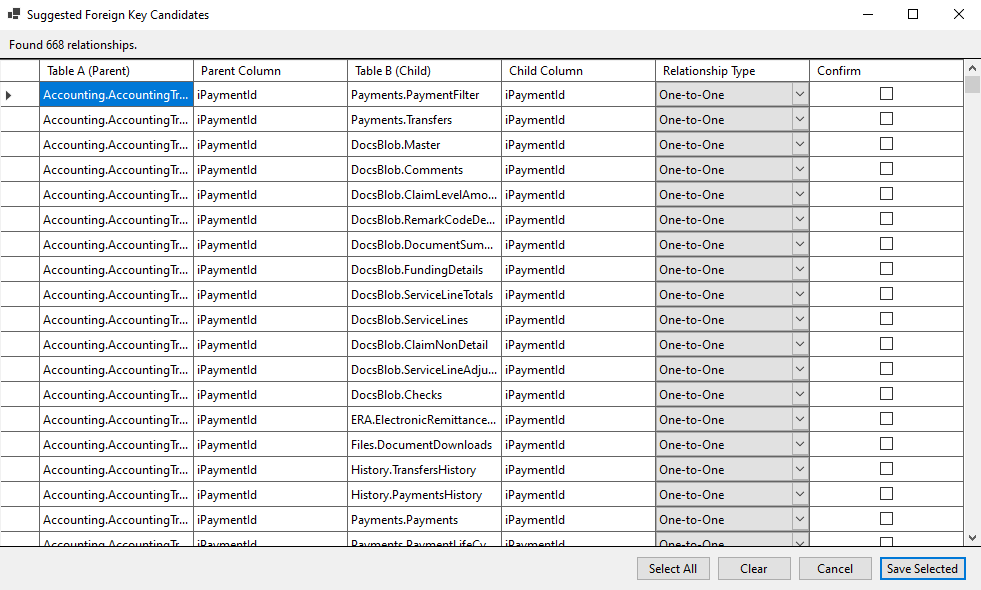 Suggested Foreign Key Candidates
Found 668 relationships.
Table A (Parent) Parent Column Table B (Child) Child Column Relationship Type Confirm
Accounting.AccountingTr... iPaymentId Payments.PaymentFilter iPaymentId One-to-One
Accounting.AccountingTr... iPaymentId Payments.Transfers iPaymentId One-to-One
Accounting.AccountingTr... iPaymentId DocsBlob.Master iPaymentId One-to-One
Accounting.AccountingTr... iPaymentId DocsBlob.Comments iPaymentId One-to-One
Accounting.AccountingTr... iPaymentId DocsBlob.ClaimLevelAmo... iPaymentId One-to-One
Accounting.AccountingTr... iPaymentId DocsBlob.RemarkCodeDe... iPaymentId One-to-One
Accounting.AccountingTr... iPaymentId DocsBlob.DocumentSum... iPaymentId One-to-One
Accounting.AccountingTr... iPaymentId DocsBlob.FundingDetails iPaymentId One-to-One
Accounting.AccountingTr... iPaymentId DocsBlob.ServiceLineTotals iPaymentId One-to-One
Accounting.AccountingTr... iPaymentId DocsBlob.ServiceLines iPaymentId One-to-One
Accounting.AccountingTr... iPaymentId DocsBlob.ClaimNonDetail iPaymentId One-to-One
Accounting.AccountingTr... iPaymentId DocsBlob.ServiceLineAdju... iPaymentId One-to-One
Accounting.AccountingTr... iPaymentId DocsBlob.Checks iPaymentId One-to-One
Accounting.AccountingTr... iPaymentId ERA.ElectronicRemittance... iPaymentId One-to-One
Accounting.AccountingTr... iPaymentId Files.DocumentDownloads iPaymentId One-to-One
Accounting.AccountingTr... iPaymentId History.TransfersHistory iPaymentId One-to-One
Accounting.AccountingTr... iPaymentId History.PaymentsHistory iPaymentId One-to-One
Accounting.AccountingTr... iPaymentId Payments.Payments iPaymentId One-to-One
Accounting.AccountingTr... iPaymentId Payments.PaymentLifeCy... iPaymentId One-to-One
Select All Clear Cancel Save Selected